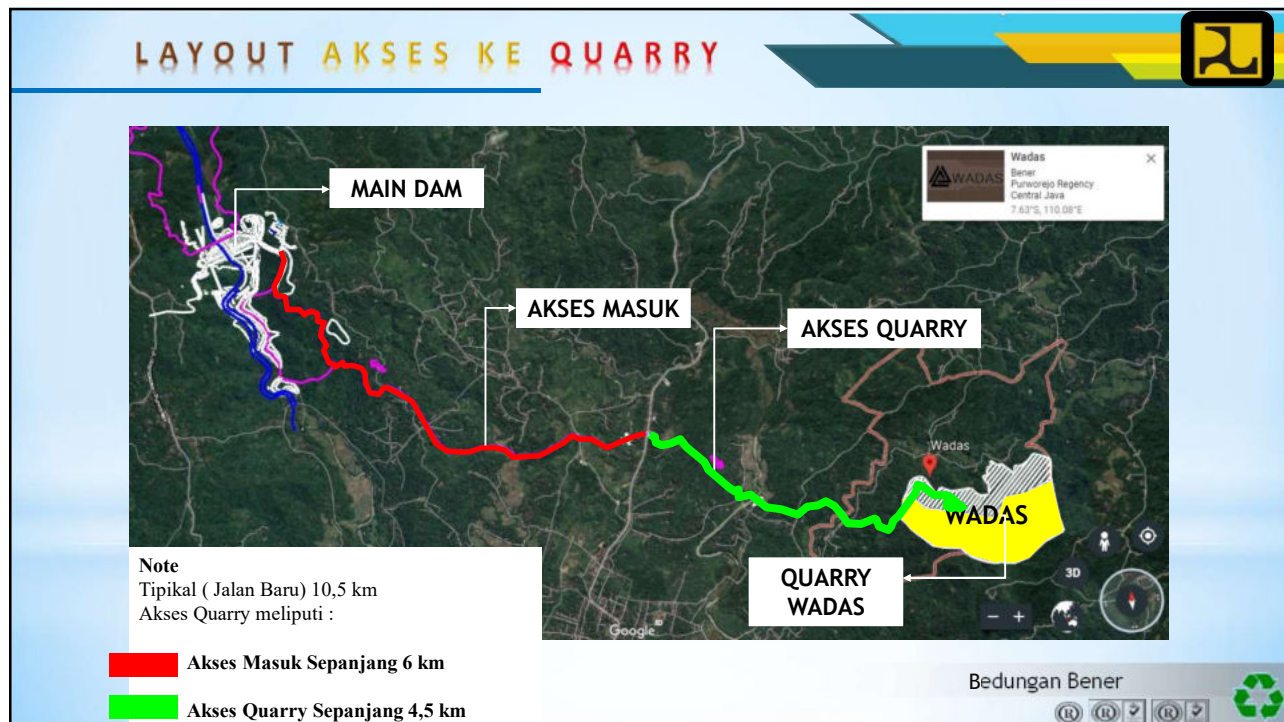 LAYOUT AKSES KE QUARRY
WADAS
Wadas
Bener
Purworejo Regency
Central Java
7.63°S, 110.08°E
MAIN DAM
AKSES MASUK
AKSES QUARRY
Wadas
WADAS
QUARRY
WADAS
3D
Google
Note
Tipikal ( Jalan Baru) 10,5 km
Akses Quarry meliputi :
Akses Masuk Sepanjang 6 km
Akses Quarry Sepanjang 4,5 km
Bedungan Bener
® ® ®